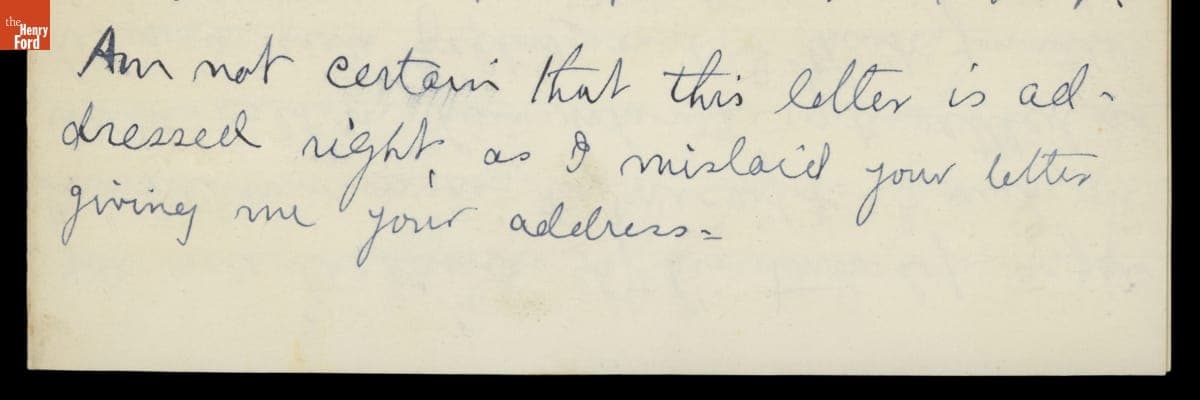 the
Henry
Ford
Am not certain that this letter is ad-
dressed right, as I mislaid your letter
giving me your address.=